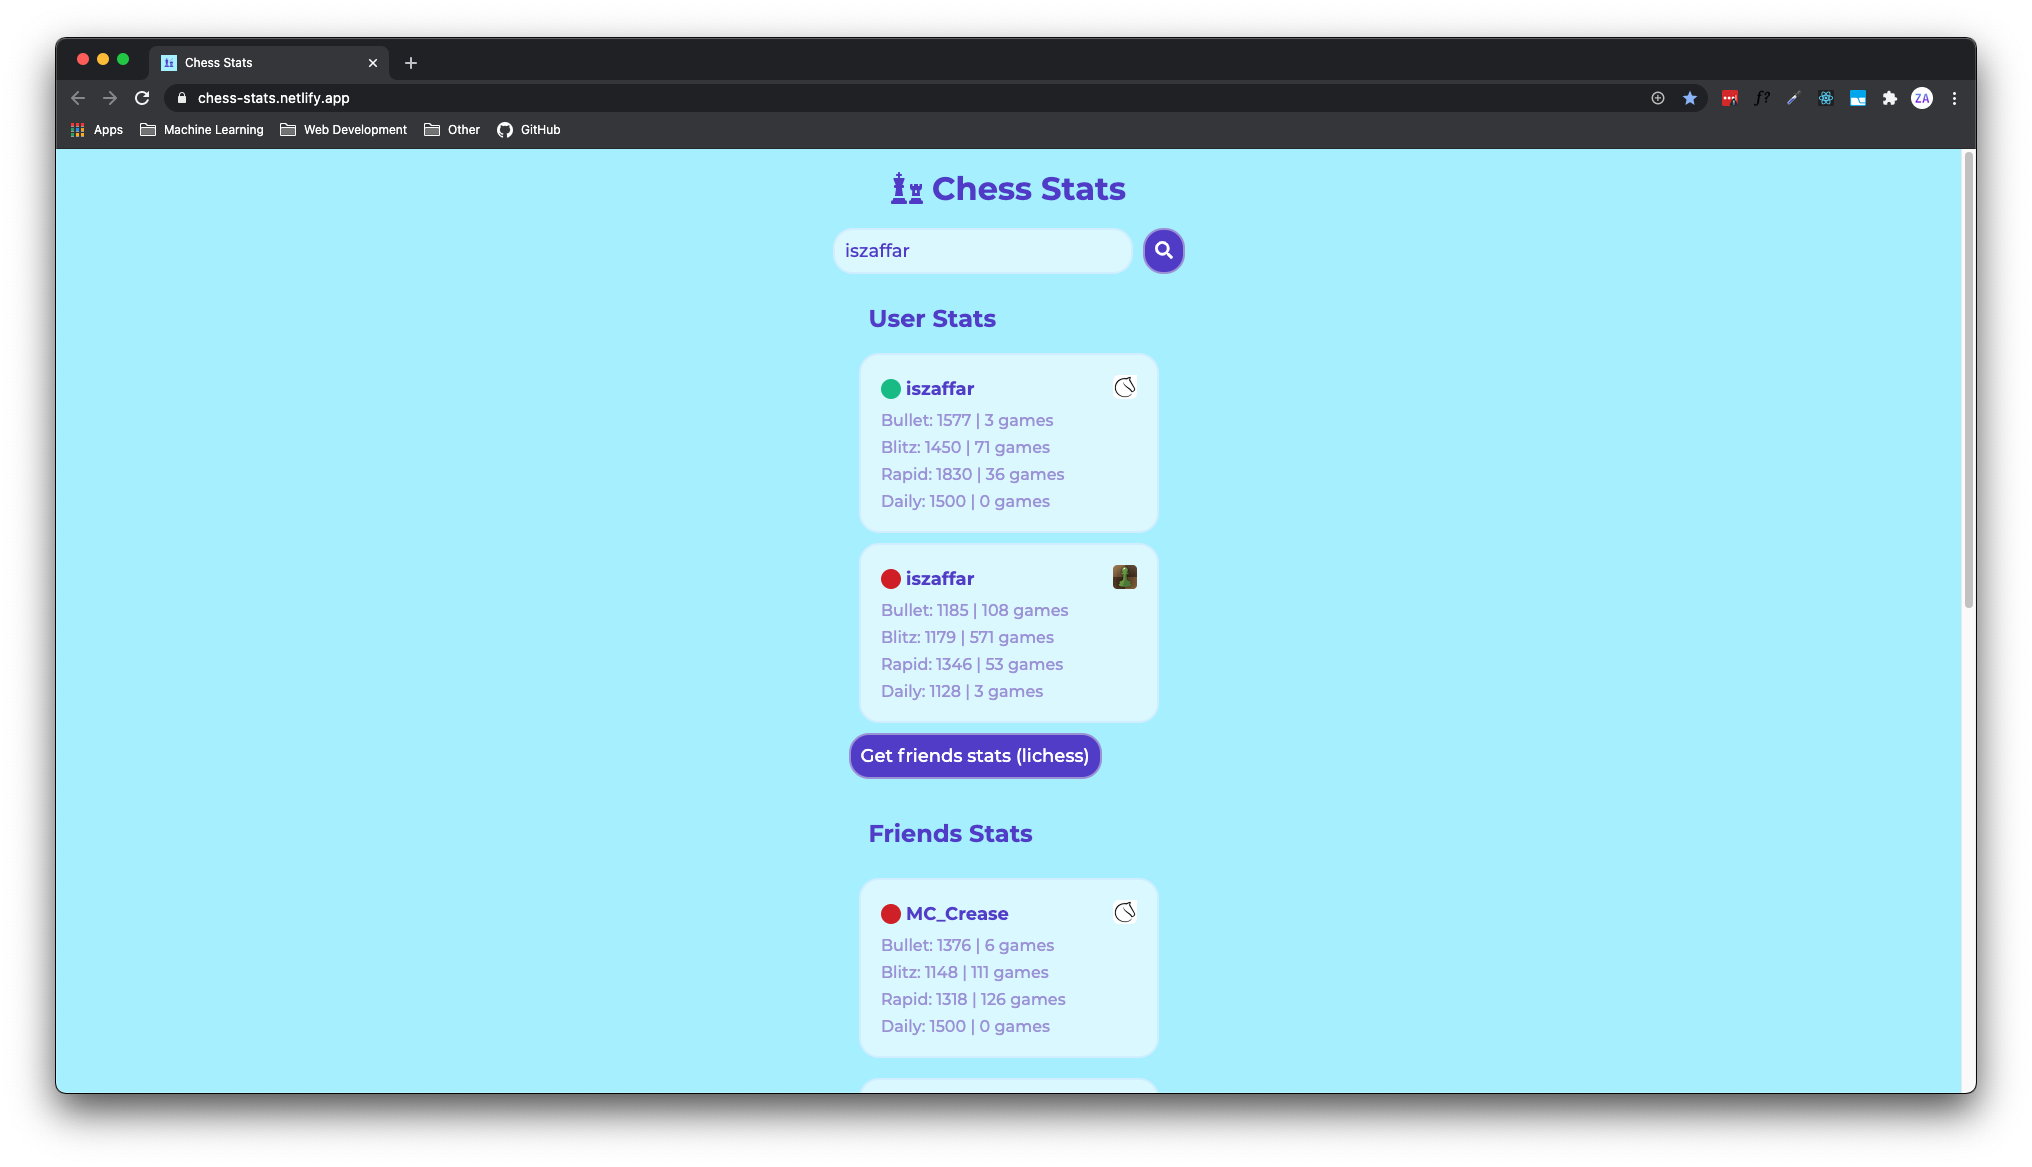 Chess Stats
chess-stats.netlify.app
f?
ZA
Apps
Machine Learning
Web Development
Other
GitHub
Chess Stats
iszaffar
User Stats
iszaffar
Bullet: 1577 | 3 games
Blitz: 1450 | 71 games
Rapid: 1830 | 36 games
Daily: 1500 | 0 games
iszaffar
Bullet: 1185 | 108 games
Blitz: 1179 | 571 games
Rapid: 1346 | 53 games
Daily: 1128 | 3 games
Get friends stats (lichess)
Friends Stats
MC_Crease
Bullet: 1376 | 6 games
Blitz: 1148 | 111 games
Rapid: 1318 | 126 games
Daily: 1500 | 0 games